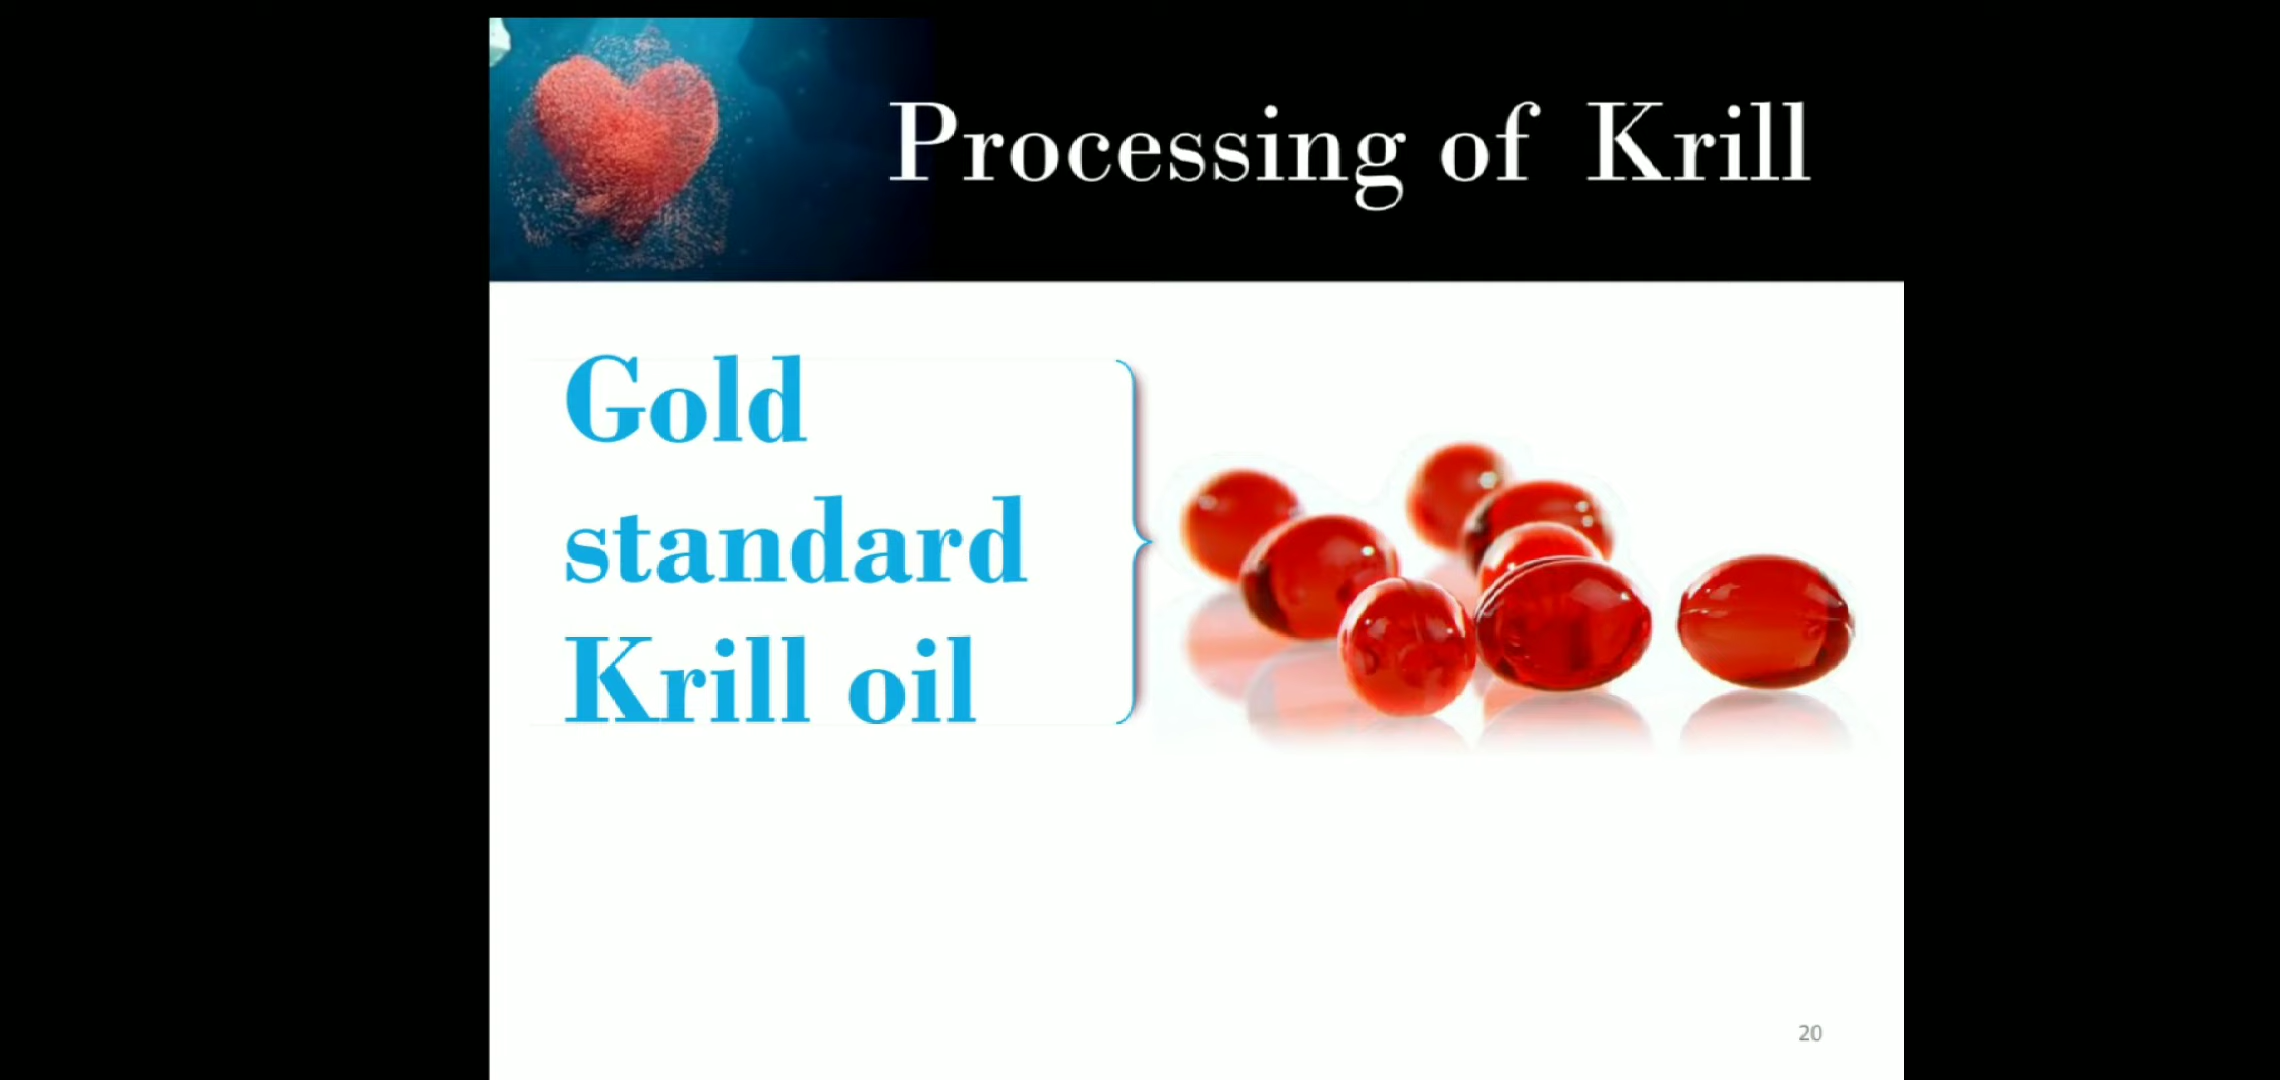 Processing of Krill
Gold
standard
Krill oil
20